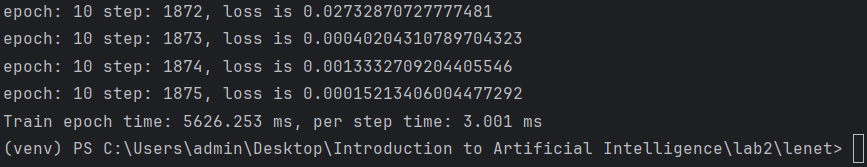 epoch: 10 step: 1872, loss is 0.02732870727777481
epoch: 10 step: 1873, loss is 0.00040204310789704323
epoch: 10 step: 1874, loss is 0.0013332709204405546
epoch: 10 step: 1875, loss is 0.00015213406004477292
Train epoch time: 5626.253 ms, per step time: 3.001 ms
(venv) PS C:\Users\admin\Desktop\Introduction to Artificial Intelligence\lab2\lenet>